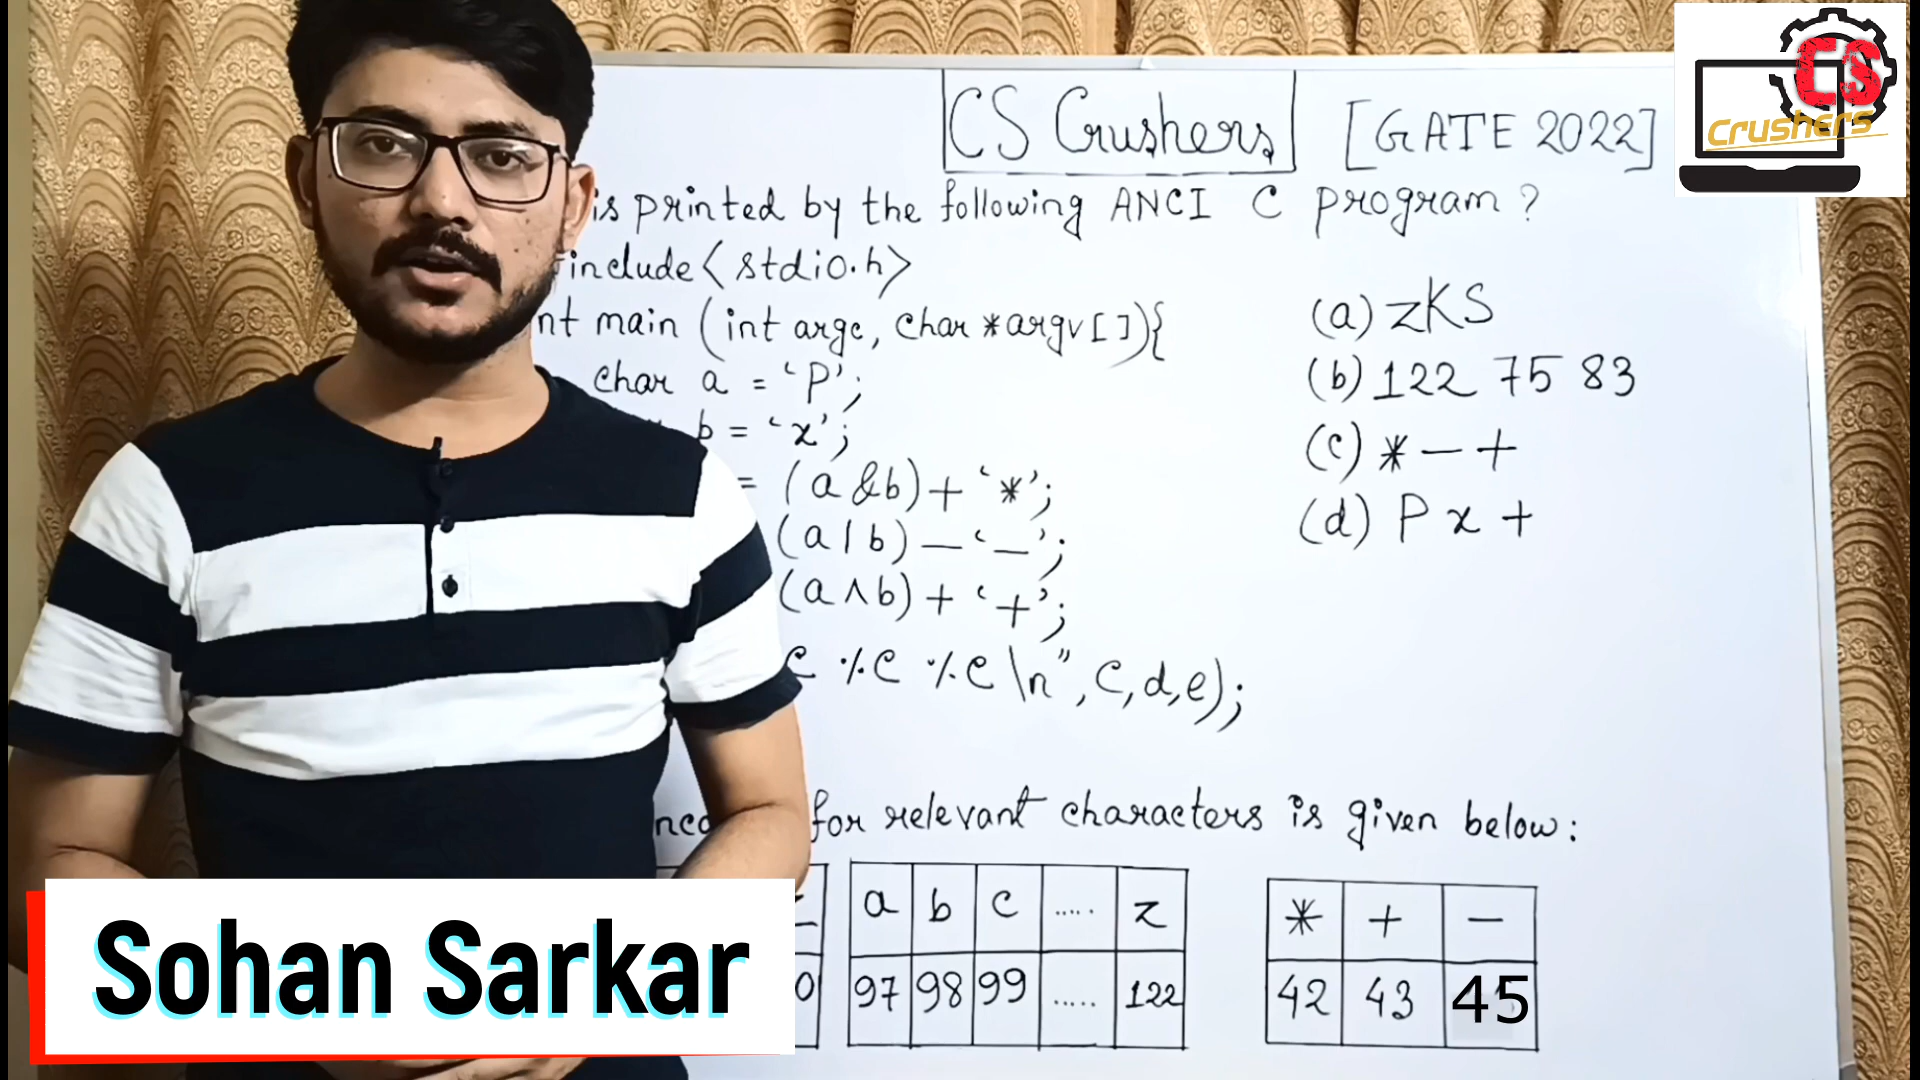 CS Crushers [GATE 2022]
CS
Crushers
is printed by the following ANCI C program ?
include<stdio.h>
nt main (int argc, char *argv[]){
char a = 'P';
b = 'x';
= (a&b)+'*';
(a|b)-'-';
(a^b)+'+';
c %c %c\n",c,d,e);
(a) zKS
(b) 122 75 83
(c) * - +
(d) P x +
for relevant characters is given below:
a b c ..... z
97 98 99 ..... 122
* + -
42 43 45
Sohan Sarkar